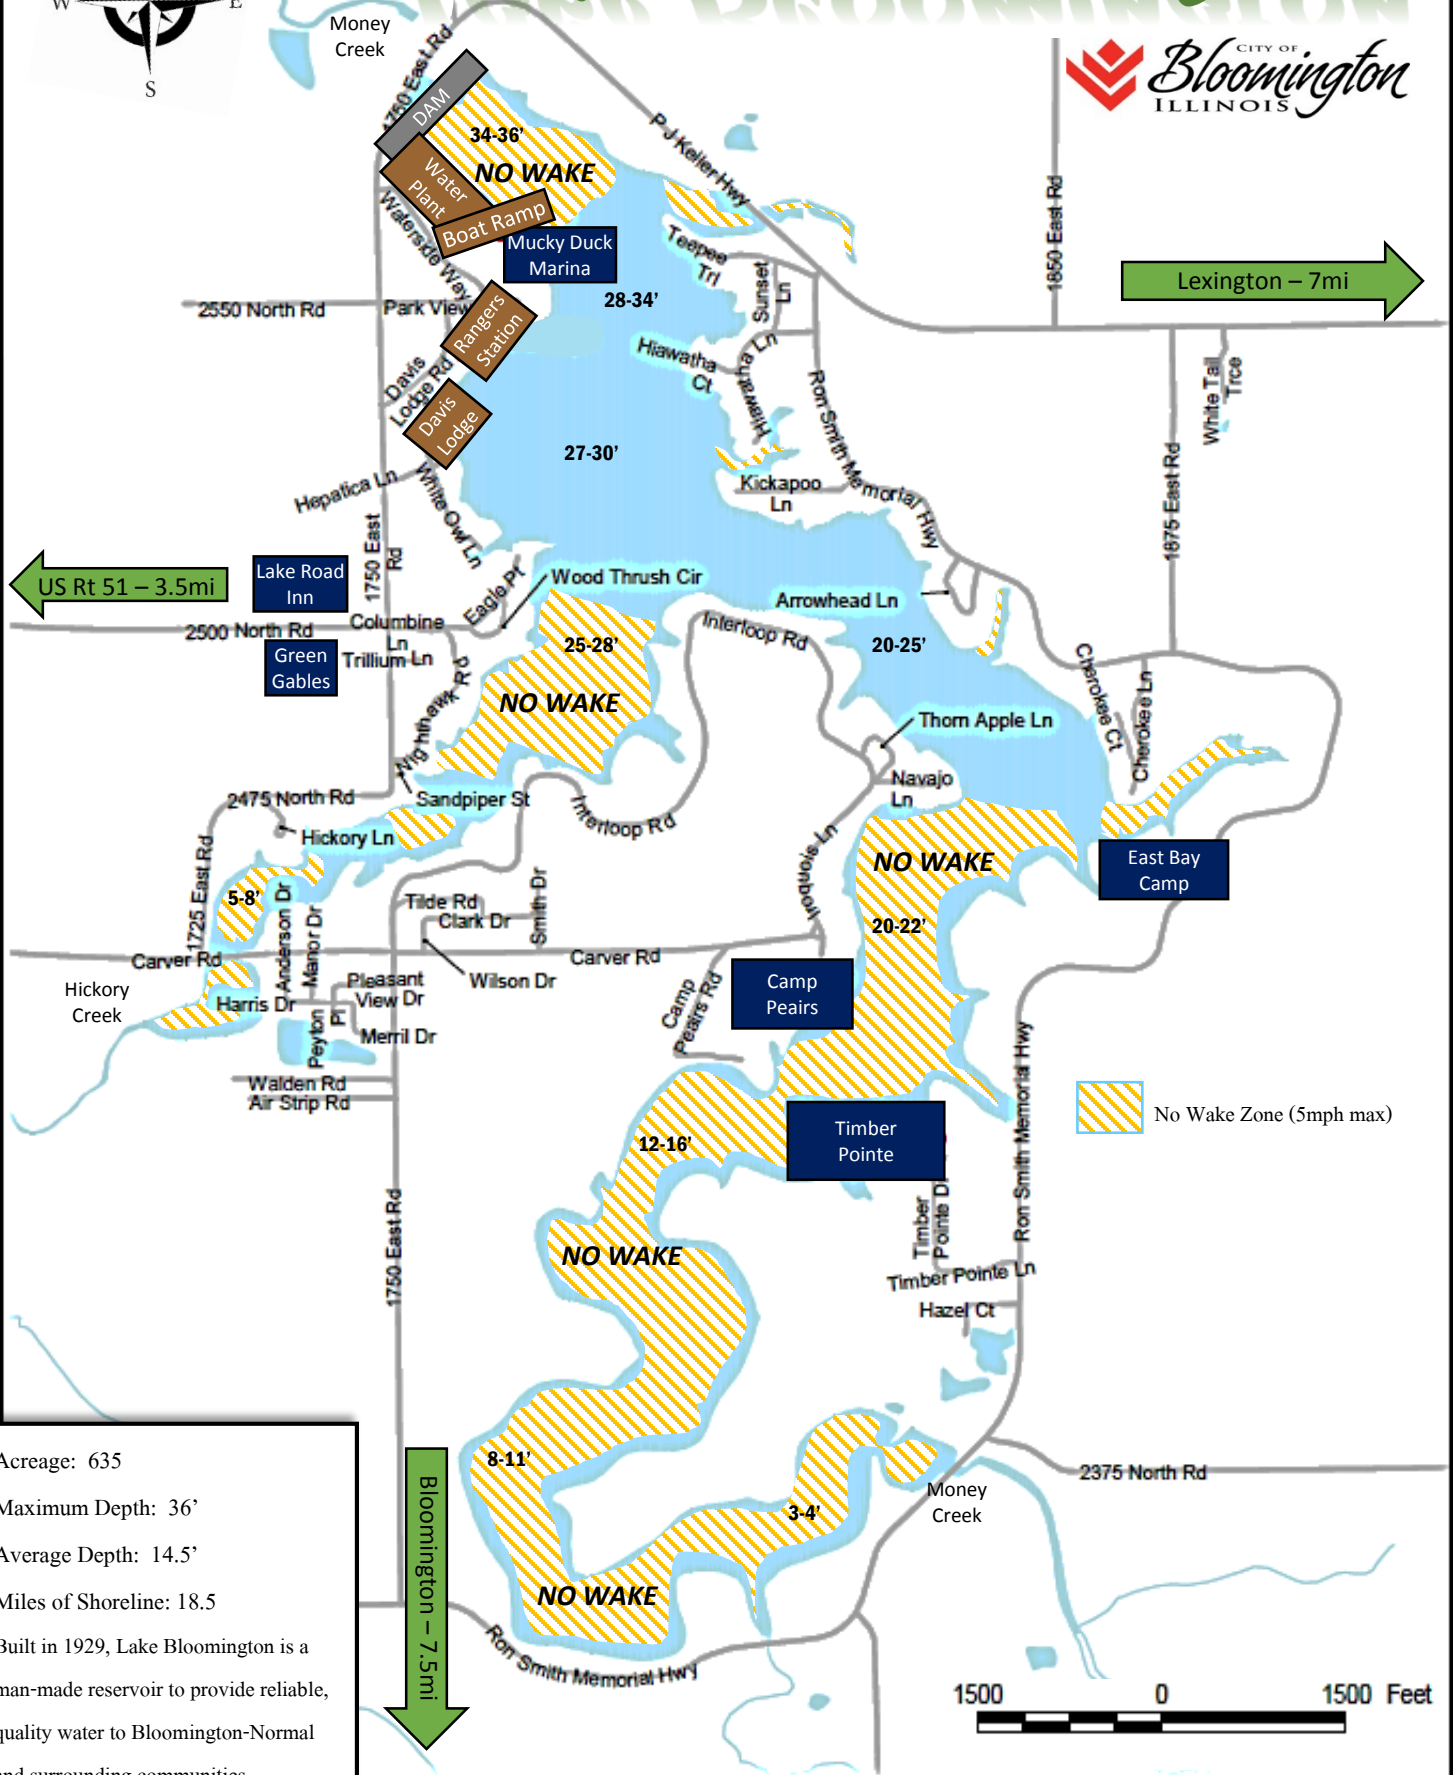 W
E
S
LAKE BLOOMINGTON
Money
Creek
CITY OF
Bloomington
ILLINOIS
1750 East Rd
DAM
34-36’
NO WAKE
Water
Plant
Boat Ramp
Mucky Duck
Marina
P J Keller Hwy
1850 East Rd
Lexington – 7mi
Waterside Way
Teepee
Trl
Sunset
Ln
28-34’
2550 North Rd
Park View
Rangers
Station
Hiawatha
Ct
Hiawatha Ln
Hiawatha
Ron Smith Memorial Hwy
White Tail
Trce
Davis
Lodge Rd
Davis
Lodge
27-30’
1875 East Rd
Hepatica Ln
White Owl Ln
Kickapoo
Ln
1750 East
Rd
US Rt 51 – 3.5mi
Lake Road
Inn
Eagle Pt
Wood Thrush Cir
Arrowhead Ln
2500 North Rd
Columbine
Ln
Green
Gables
Trillium Ln
25-28’
Interloop Rd
20-25’
NO WAKE
Nighthawk Rd
Cherokee Ct
Cherokee Ln
Thorn Apple Ln
Navajo
Ln
2475 North Rd
Sandpiper St
Interloop Rd
Hickory Ln
1725 East Rd
5-8’
Iroquois Ln
NO WAKE
East Bay
Camp
Anderson Dr
Manor Dr
Tilde Rd
Clark Dr
Smith Dr
20-22’
Carver Rd
Carver Rd
Wilson Dr
Hickory
Creek
Harris Dr
Pleasant
View Dr
Camp
Peairs Rd
Camp
Peairs
Peyton
Pl
Merril Dr
Walden Rd
Air Strip Rd
Ron Smith Memorial Hwy
No Wake Zone (5mph max)
12-16’
Timber
Pointe
1750 East Rd
NO WAKE
Timber
Pointe Dr
Timber Pointe Ln
Hazel Ct
8-11’
3-4’
Money
Creek
2375 North Rd
NO WAKE
Bloomington – 7.5mi
Ron Smith Memorial Hwy
Acreage: 635
Maximum Depth: 36’
Average Depth: 14.5’
Miles of Shoreline: 18.5
Built in 1929, Lake Bloomington is a
man-made reservoir to provide reliable,
quality water to Bloomington-Normal
and surrounding communities
1500 0 1500 Feet